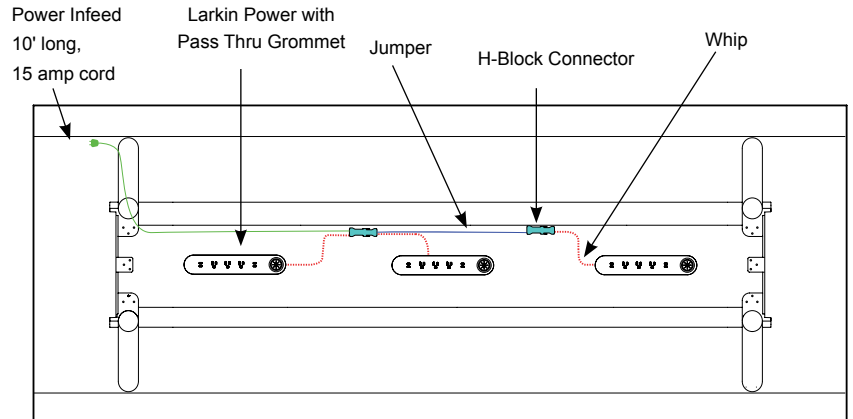 Power Infeed
10' long,
15 amp cord
Larkin Power with
Pass Thru Grommet
Jumper
H-Block Connector
Whip